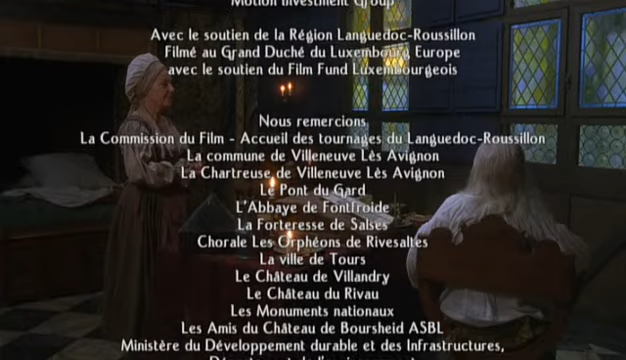 Motion Investment Group
Avec le soutien de la Région Languedoc-Roussillon
Filmé au Grand Duché du Luxembourg, Europe
avec le soutien du Film Fund Luxembourgeois
Nous remercions
La Commission du Film - Accueil des tournages du Languedoc-Roussillon
La commune de Villeneuve Lès Avignon
La Chartreuse de Villeneuve Lès Avignon
Le Pont du Gard
L'Abbaye de Fontfroide
La Forteresse de Salses
Chorale Les Orphéons de Rivesaltes
La ville de Tours
Le Château de Villandry
Le Château du Rivau
Les Monuments nationaux
Les Amis du Château de Boursheid ASBL
Ministère du Développement durable et des Infrastructures,